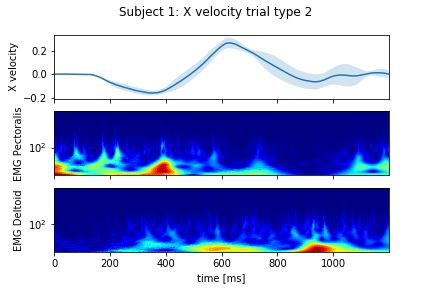 Subject 1: X velocity trial type 2
X velocity
0.2
0.0
−0.2
EMG Pectoralis
10²
EMG Deltoid
10²
0 200 400 600 800 1000
time [ms]